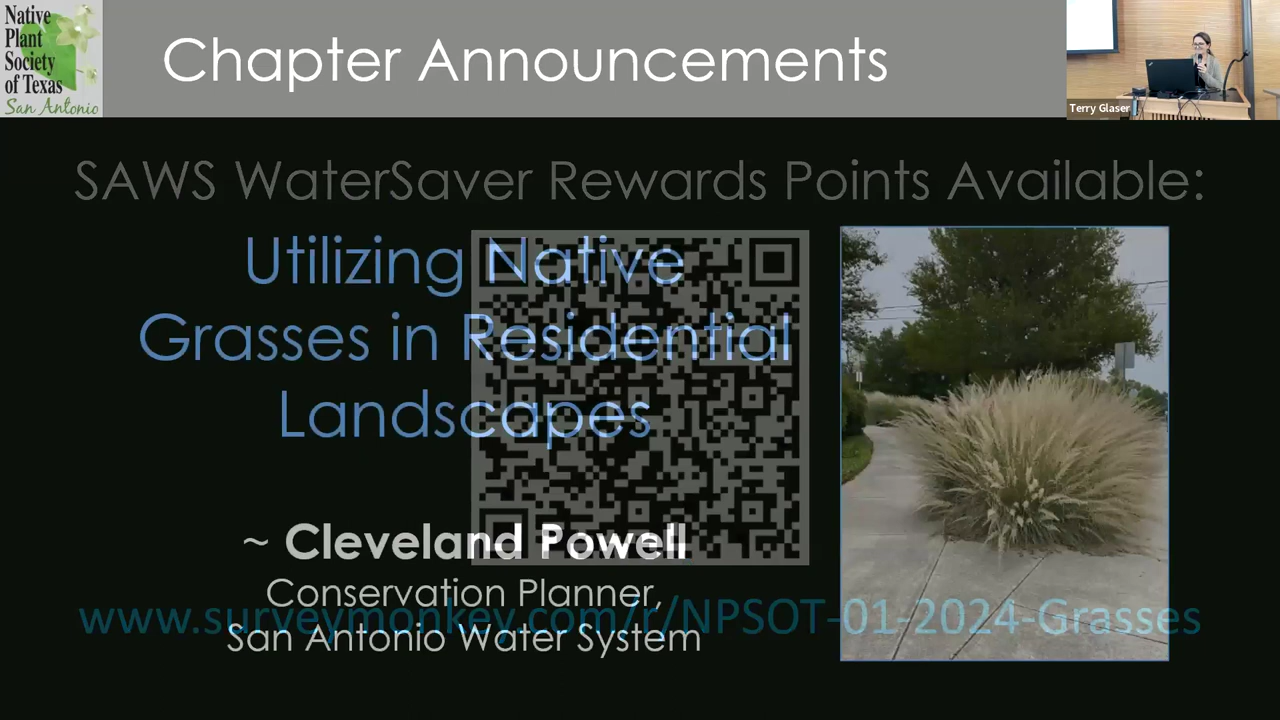 Native
Plant
Society
of Texas
San Antonio
Chapter Announcements
Terry Glaser
SAWS WaterSaver Rewards Points Available:
Utilizing Native
Grasses in Residential
Landscapes
~ Cleveland Powell
Conservation Planner,
www.surveymonkey.com/r/NPSOT-01-2024-Grasses
San Antonio Water System